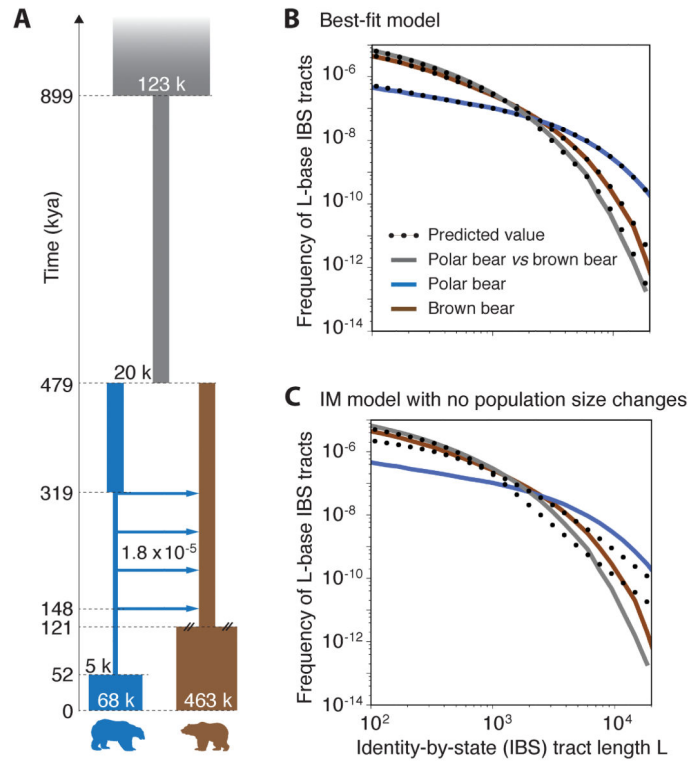 A
Time (kya)
123 k
899
20 k
479
319
1.8 x 10-5
148
121
5 k
52
68 k
463 k
0
B Best-fit model
Frequency of L-base IBS tracts
10-6
10-8
10-10
10-12
10-14
Predicted value
Polar bear vs brown bear
Polar bear
Brown bear
C IM model with no population size changes
Frequency of L-base IBS tracts
10-6
10-8
10-10
10-12
10-14
102 103 104
Identity-by-state (IBS) tract length L